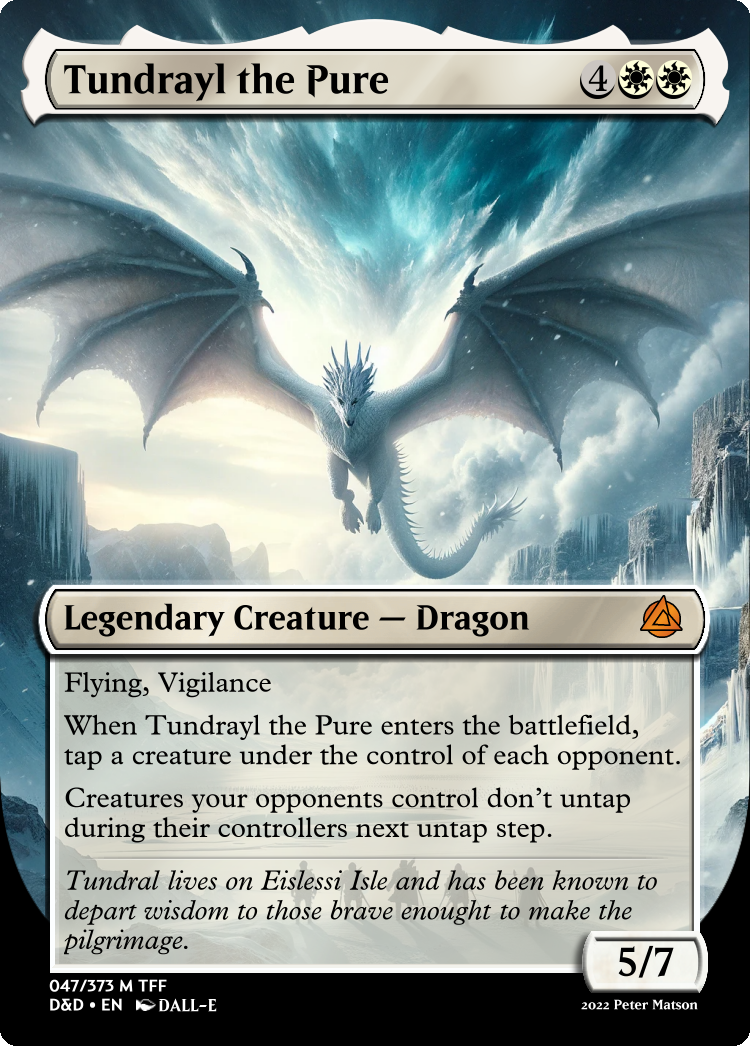 Tundrayl the Pure 4
Legendary Creature — Dragon
Flying, Vigilance
When Tundrayl the Pure enters the battlefield,
tap a creature under the control of each opponent.
Creatures your opponents control don't untap
during their controllers next untap step.
Tundral lives on Eislessi Isle and has been known to
depart wisdom to those brave enought to make the
pilgrimage.
5/7
047/373 M TFF
D&D • EN DALL-E
2022 Peter Matson